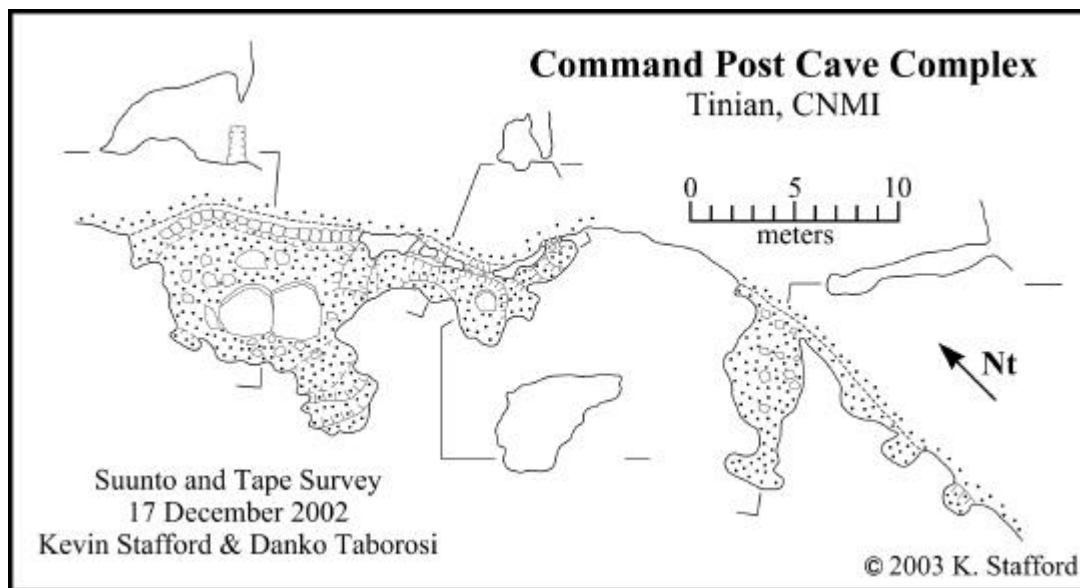 Command Post Cave Complex
Tinian, CNMI
0 5 10
meters
Nt
Suunto and Tape Survey
17 December 2002
Kevin Stafford & Danko Taborosi
© 2003 K. Stafford